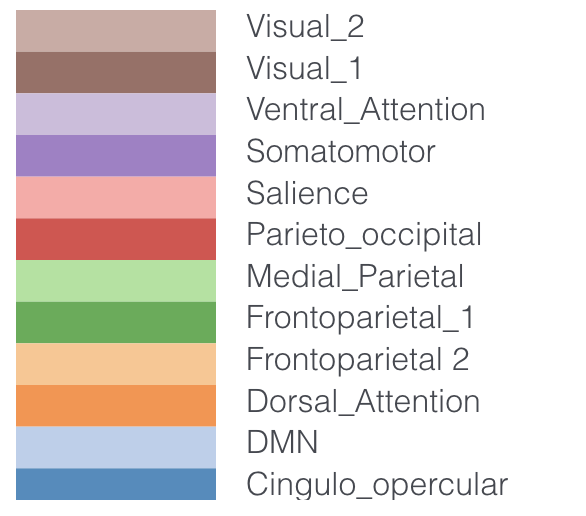 Visual_2
Visual_1
Ventral_Attention
Somatomotor
Salience
Parieto_occipital
Medial_Parietal
Frontoparietal_1
Frontoparietal 2
Dorsal_Attention
DMN
Cingulo_opercular